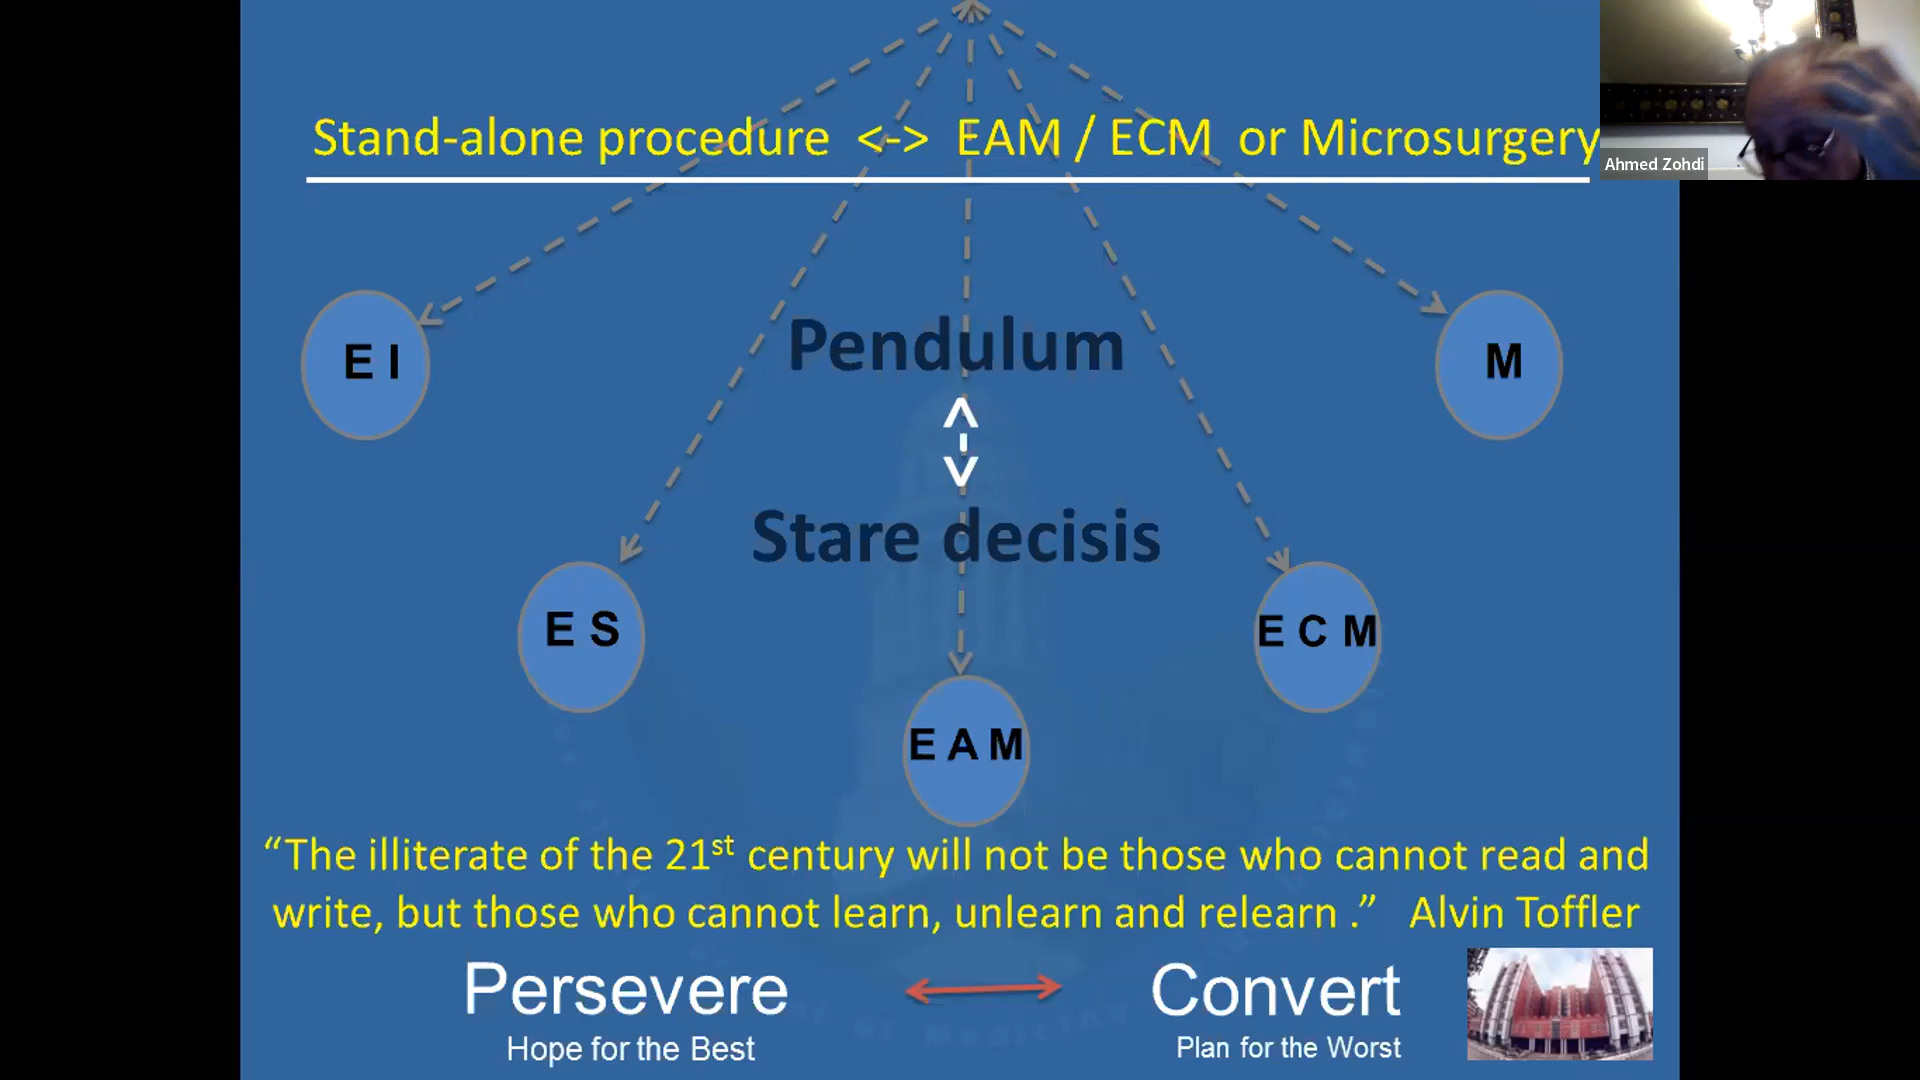 Stand-alone procedure <-> EAM / ECM or Microsurgery
Ahmed Zohdi
E I
Pendulum
M
Stare decisis
E S
E C M
E A M
“The illiterate of the 21st century will not be those who cannot read and
write, but those who cannot learn, unlearn and relearn .” Alvin Toffler
Persevere
Convert
Hope for the Best
Plan for the Worst